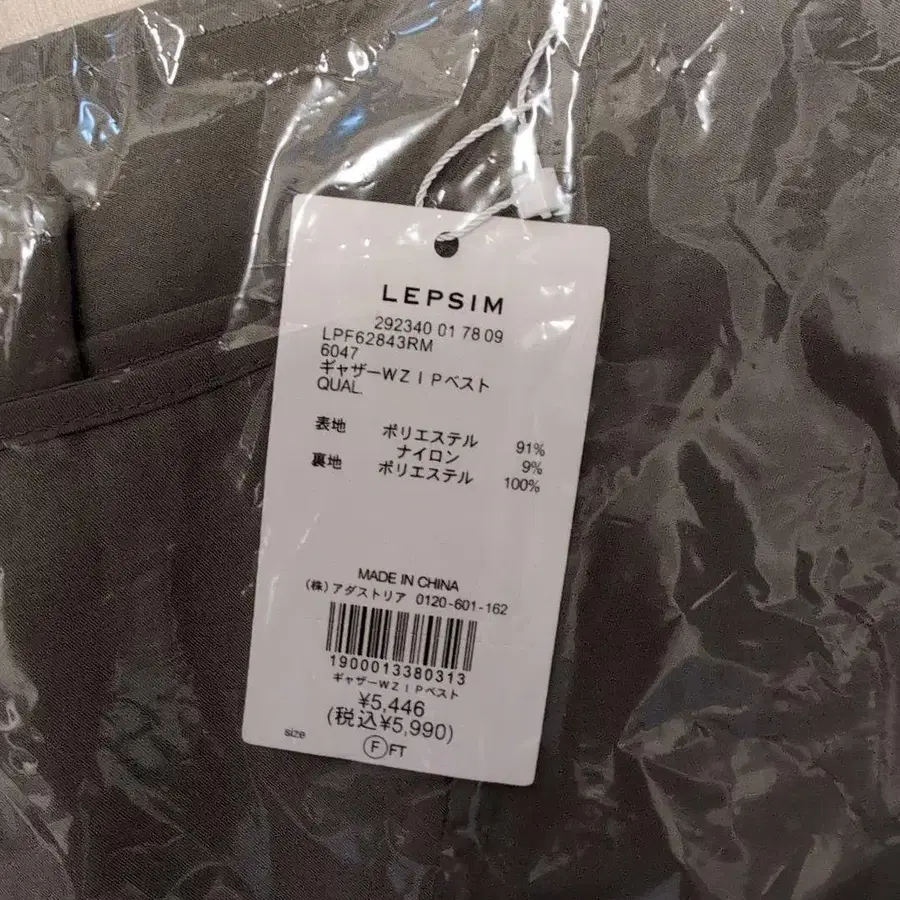 LEPSIM
292340 01 78 09
LPF62843RM
6047
ギャザーWZIPベスト
QUAL.
表地 ポリエステル 91%
ナイロン 9%
裏地 ポリエステル 100%
MADE IN CHINA
(株)アダストリア 0120-601-162
1900013380313
ギャザーWZIPベスト
¥5,446
(税込¥5,990)
size Ⓕ FT